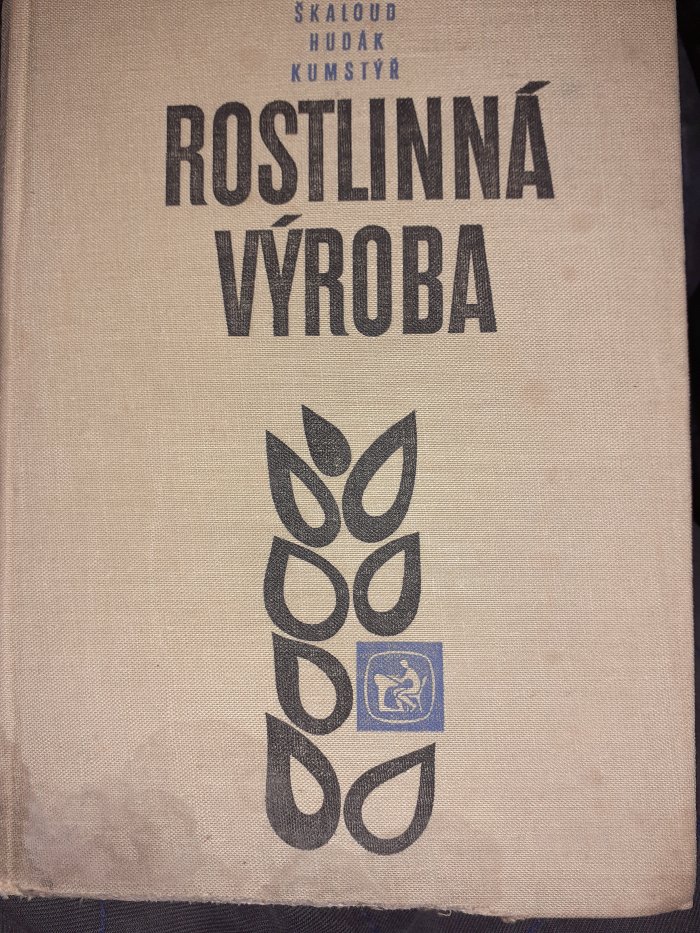 ŠKALOUD
HUDÁK
KUMSTÝŘ
ROSTLINNÁ
VÝROBA